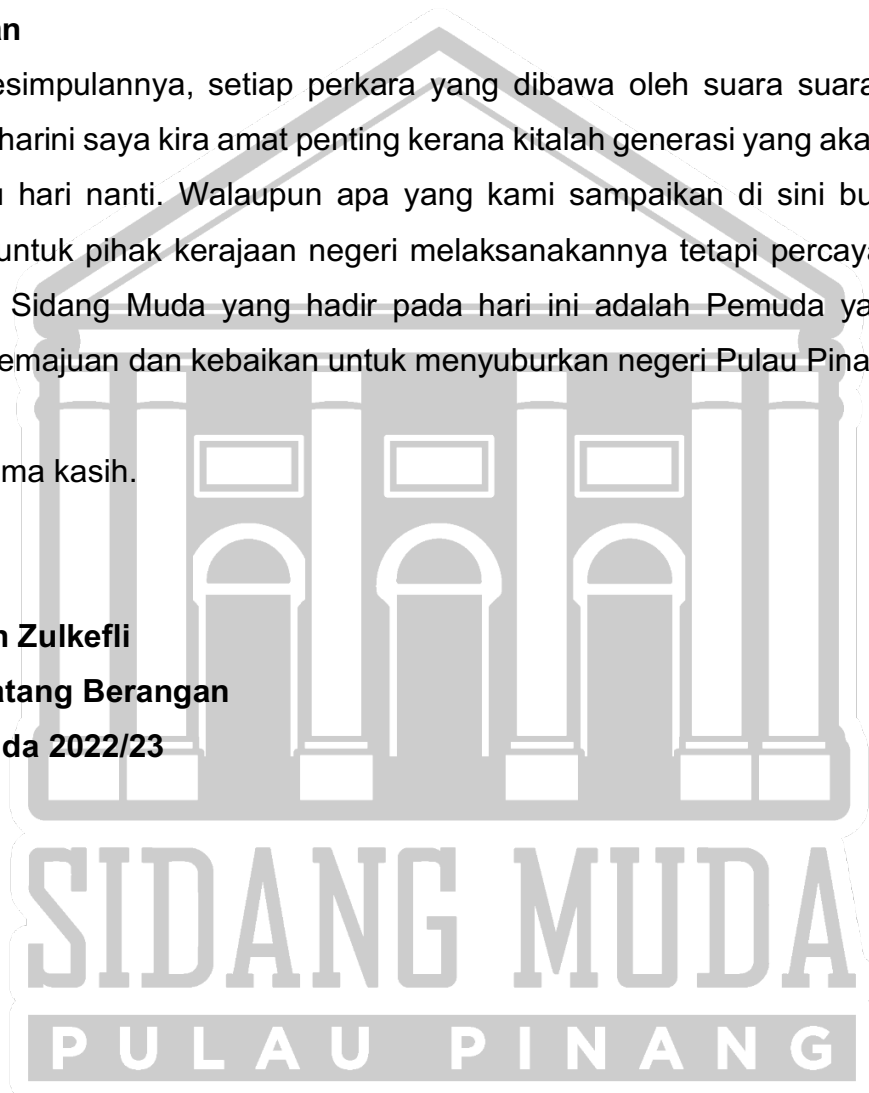 an
esimpulannya, setiap perkara yang dibawa oleh suara suara
harini saya kira amat penting kerana kitalah generasi yang aka
u hari nanti. Walaupun apa yang kami sampaikan di sini bu
untuk pihak kerajaan negeri melaksanakannya tetapi percaya
Sidang Muda yang hadir pada hari ini adalah Pemuda ya
emajuan dan kebaikan untuk menyuburkan negeri Pulau Pina
ma kasih.
n Zulkefli
atang Berangan
da 2022/23
SIDANG MUDA
PULAU PINANG